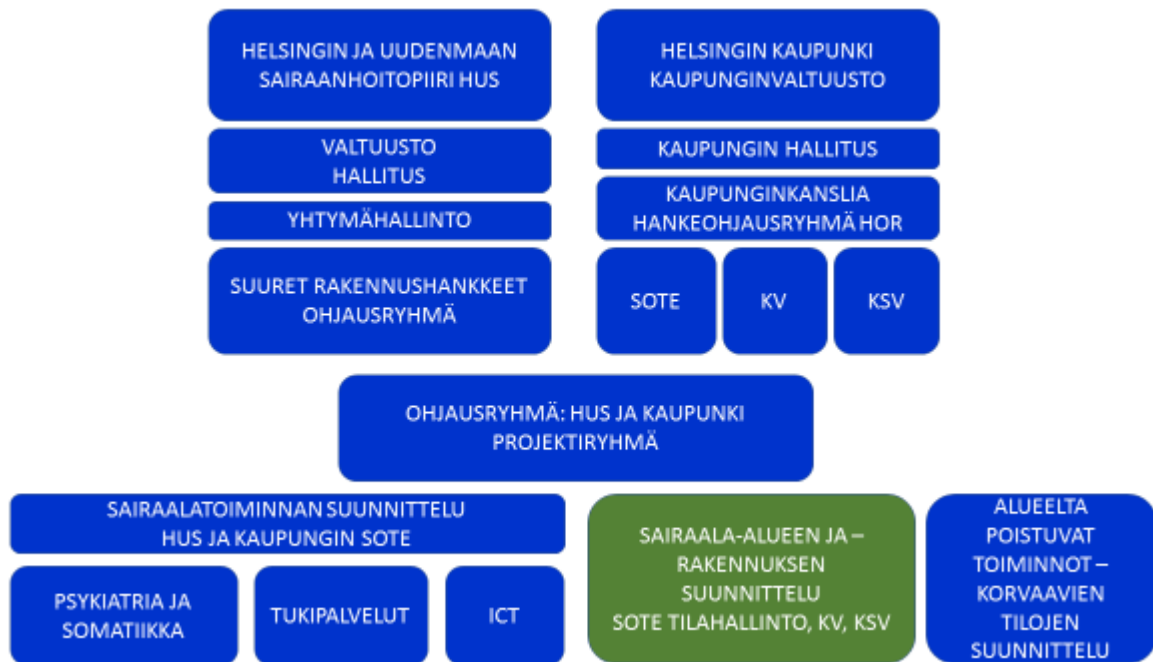 HELSINGIN JA UUDENMAAN
SAIRAANHOITOPIIRI HUS
HELSINGIN KAUPUNKI
KAUPUNGINVALTUUSTO
VALTUUSTO
HALLITUS
KAUPUNGIN HALLITUS
YHTYMÄHALLINTO
KAUPUNGINKANSLIA
HANKEOHJAUSRYHMÄ HOR
SUURET RAKENNUSHANKKEET
OHJAUSRYHMÄ
SOTE
KV
KSV
OHJAUSRYHMÄ: HUS JA KAUPUNKI
PROJEKTIRYHMÄ
SAIRAALATOIMINNAN SUUNNITTELU
HUS JA KAUPUNGIN SOTE
PSYKIATRIA JA
SOMATIIKKA
TUKIPALVELUT
ICT
SAIRAALA-ALUEEN JA –
RAKENNUKSEN
SUUNNITTELU
SOTE TILAHALLINTO, KV, KSV
ALUEELTA
POISTUVAT
TOIMINNOT –
KORVAAVIEN
TILOJEN
SUUNNITTELU